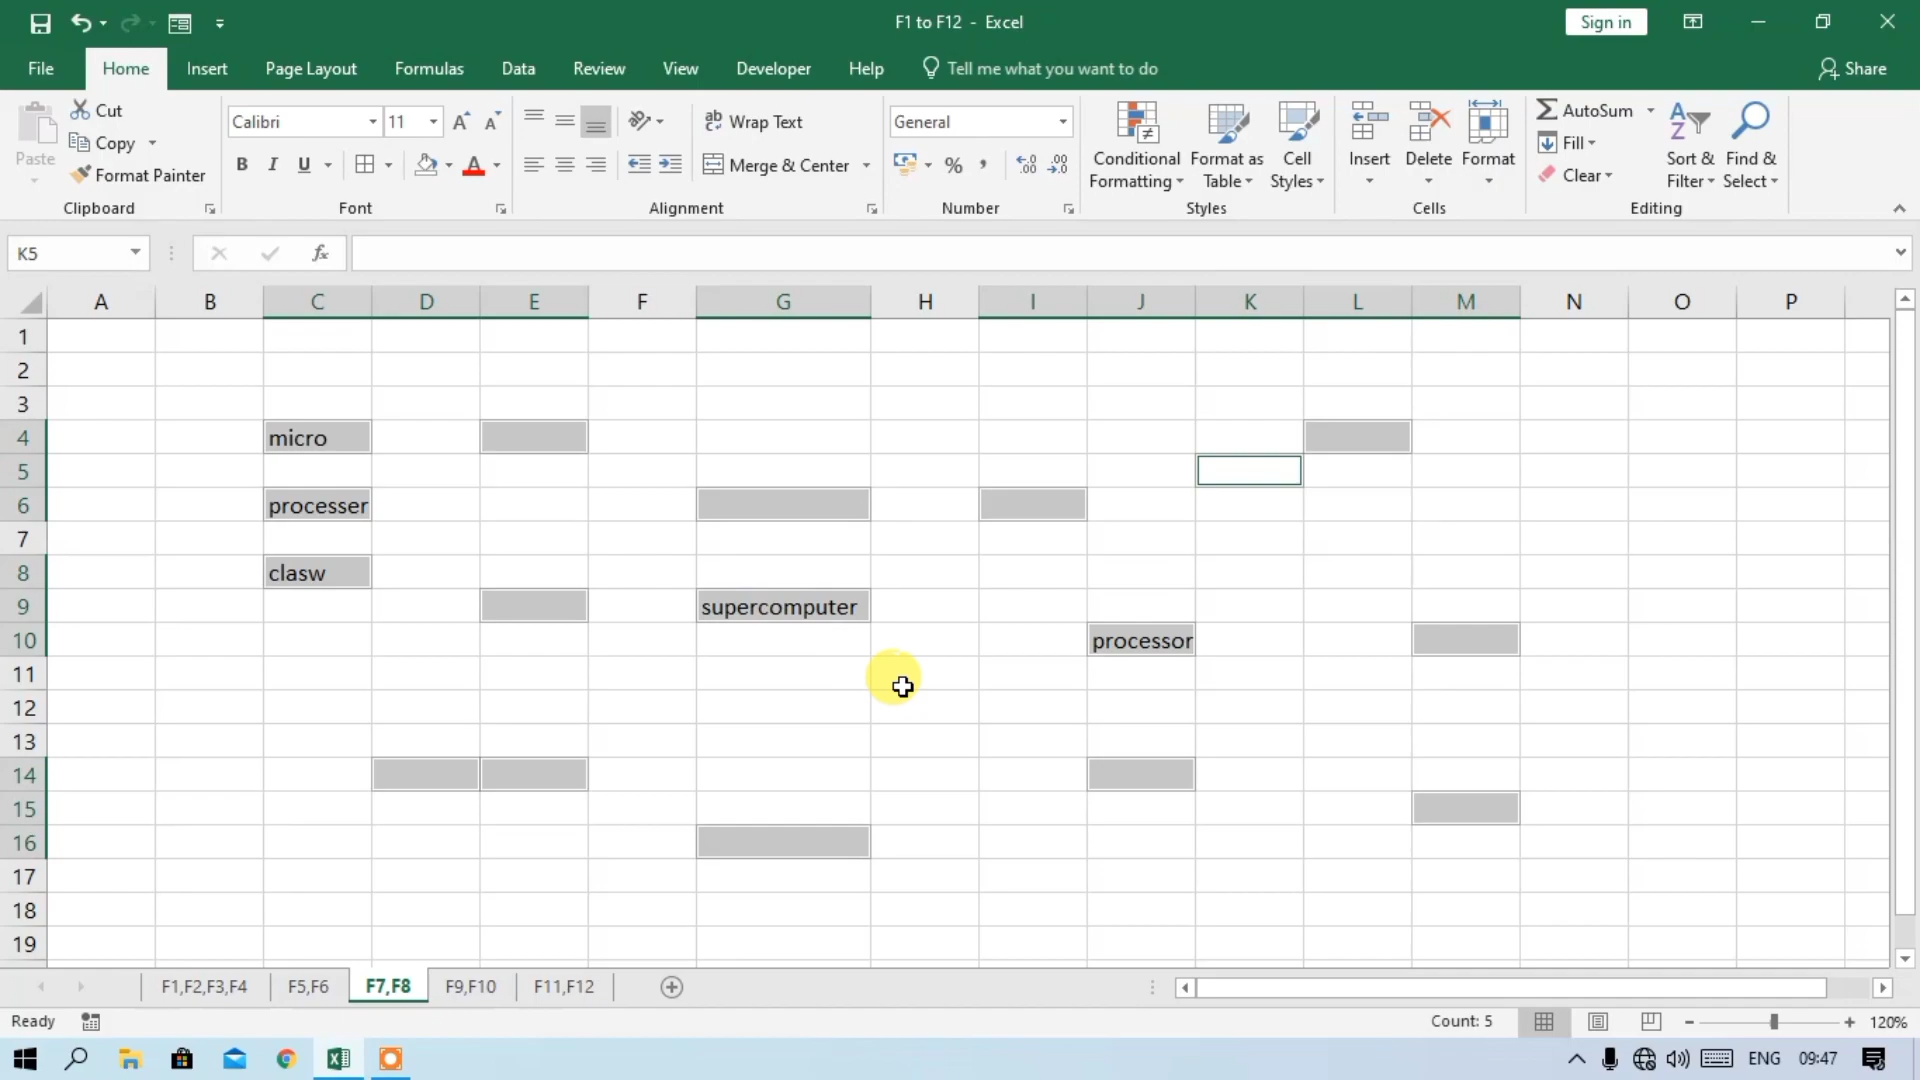 F1 to F12 - Excel
Sign in
File Home Insert Page Layout Formulas Data Review View Developer Help Tell me what you want to do Share
Paste
Cut
Copy
Format Painter
Clipboard
Calibri 11 A A
B I U A
Font
ab Wrap Text
Merge & Center
Alignment
General
% , .00 .00
Number
Conditional Formatting
Format as Table
Cell Styles
Styles
Insert
Delete
Format
Cells
AutoSum
Fill
Clear
Sort & Filter
Find & Select
Editing
K5 fx
A B C D E F G H I J K L M N O P
1
2
3
4 micro
5
6 processer
7
8 clasw
9 supercomputer
10 processor
11
12
13
14
15
16
17
18
19
F1,F2,F3,F4 F5,F6 F7,F8 F9,F10 F11,F12
Ready Count: 5 120%
ENG 09:47